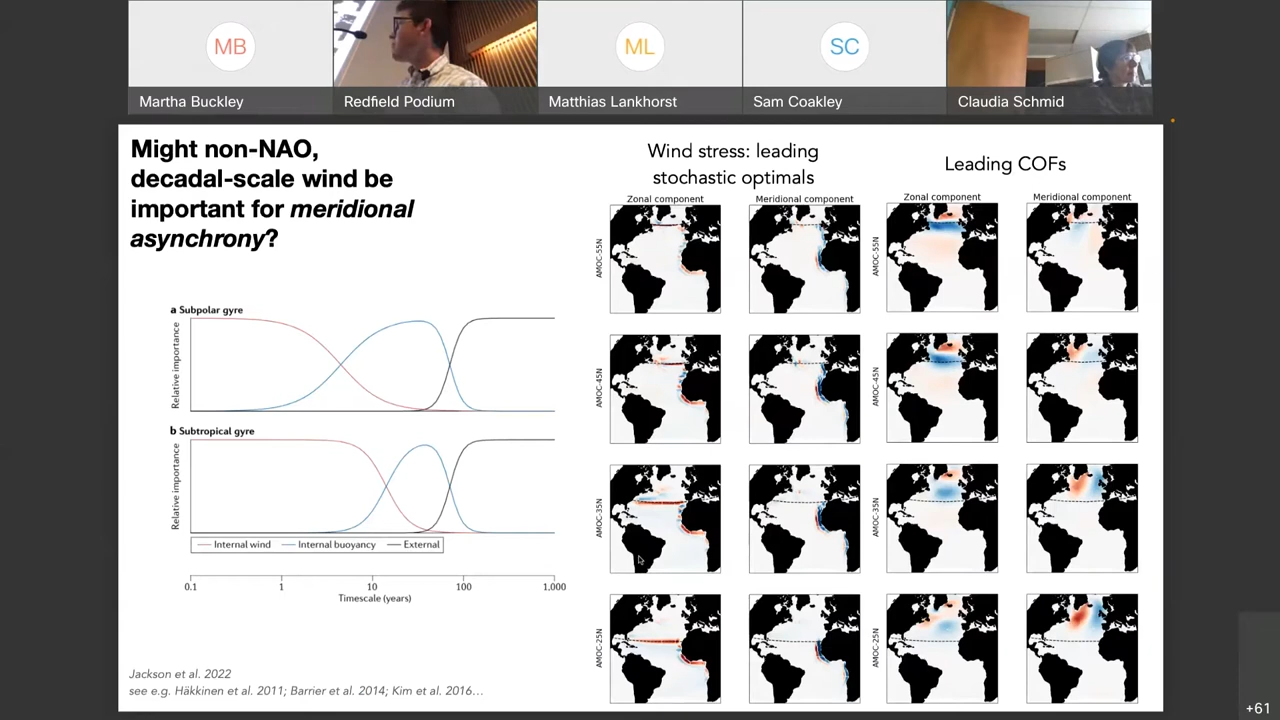 MB
ML
SC
Martha Buckley
Redfield Podium
Matthias Lankhorst
Sam Coakley
Claudia Schmid
Might non-NAO,
decadal-scale wind be
important for meridional
asynchrony?
a Subpolar gyre
Relative importance
b Subtropical gyre
Relative importance
Internal wind
Internal buoyancy
External
0.1
1
10
100
1,000
Timescale (years)
Jackson et al. 2022
see e.g. Häkkinen et al. 2011; Barrier et al. 2014; Kim et al. 2016…
Wind stress: leading
stochastic optimals
Zonal component
Meridional component
AMOC-55N
AMOC-45N
AMOC-35N
AMOC-25N
Leading COFs
Zonal component
Meridional component
AMOC-55N
AMOC-45N
AMOC-35N
AMOC-25N
+61